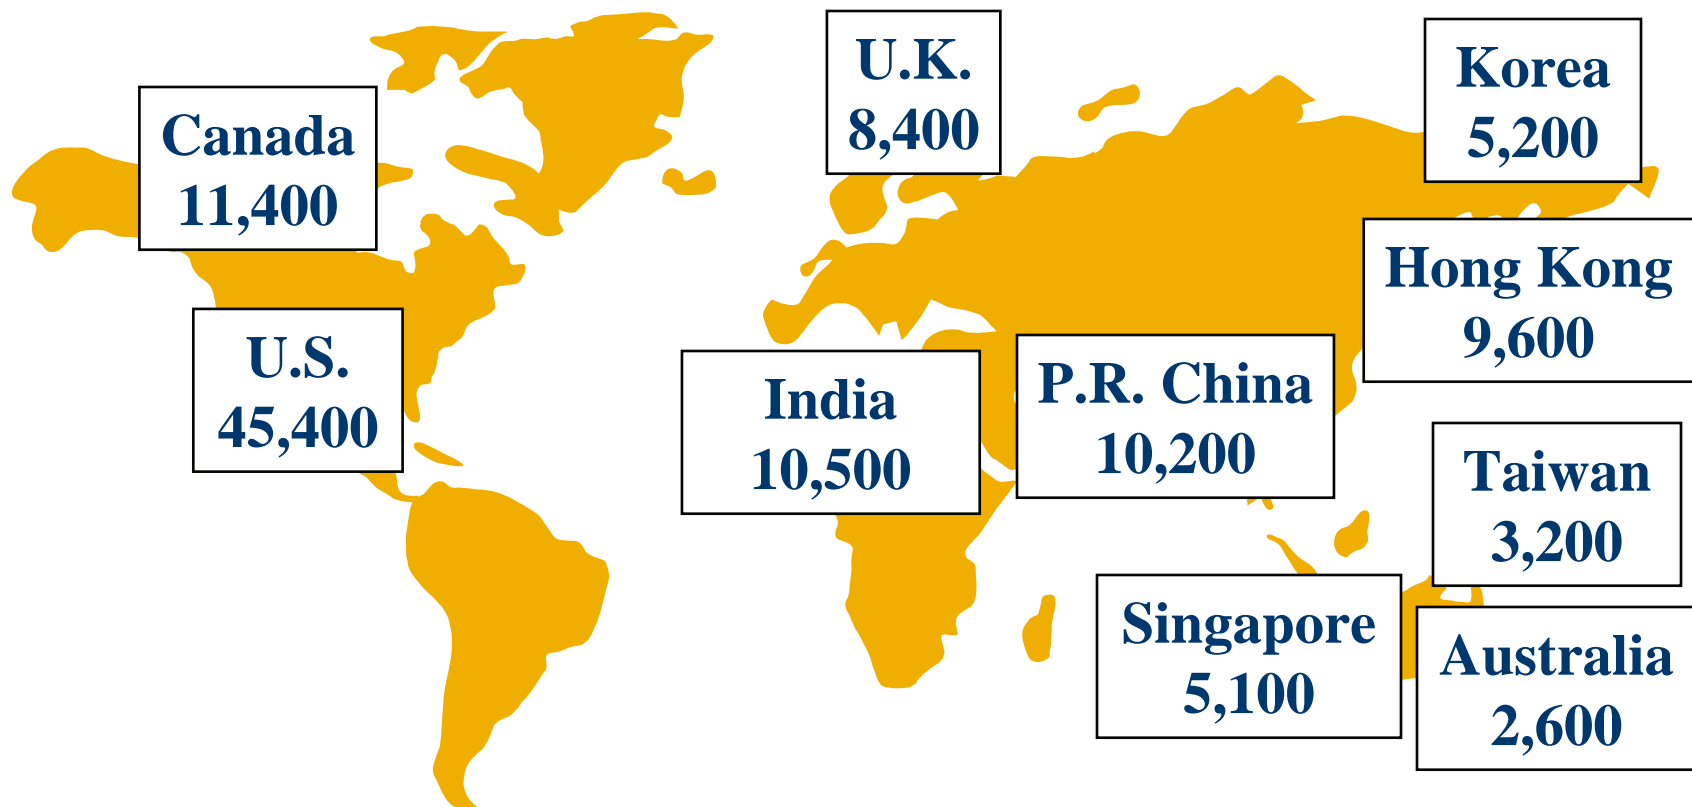 U.K.
8,400
Korea
5,200
Canada
11,400
Hong Kong
9,600
U.S.
45,400
India
10,500
P.R. China
10,200
Taiwan
3,200
Singapore
5,100
Australia
2,600